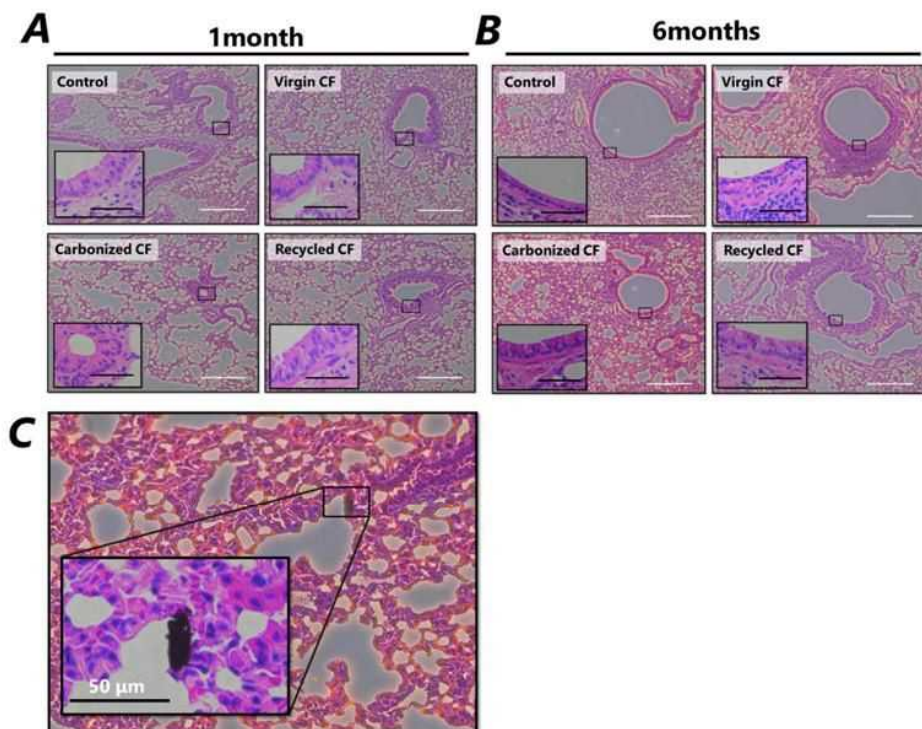 A
1month
B
6months
Control
Virgin CF
Control
Virgin CF
Carbonized CF
Recycled CF
Carbonized CF
Recycled CF
C
50 μm